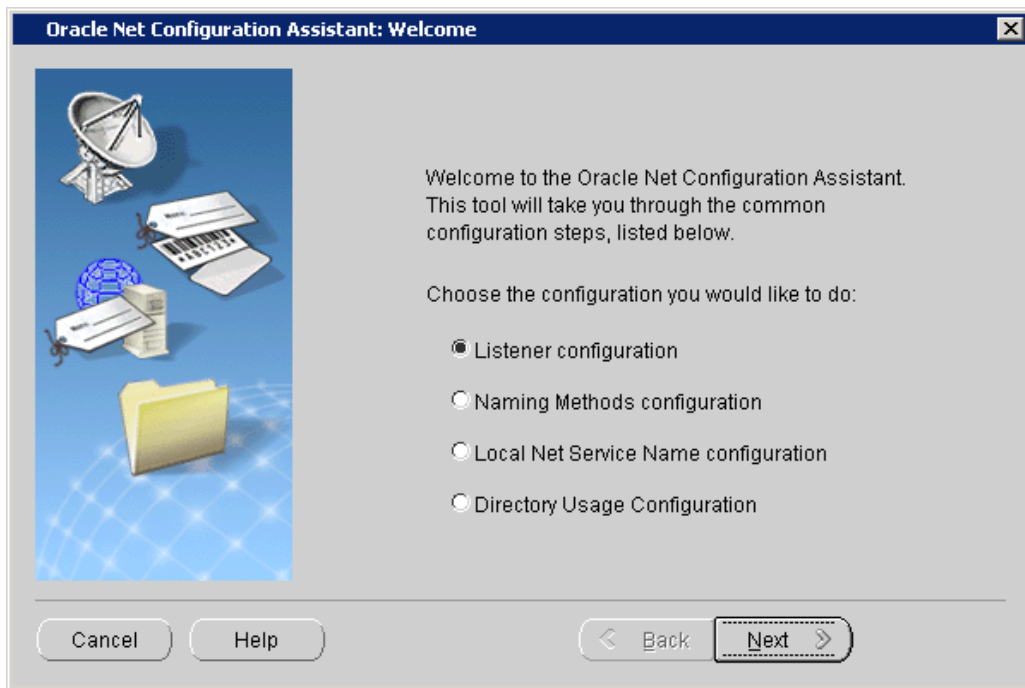 Oracle Net Configuration Assistant: Welcome
Welcome to the Oracle Net Configuration Assistant.
This tool will take you through the common
configuration steps, listed below.
Choose the configuration you would like to do:
Listener configuration
Naming Methods configuration
Local Net Service Name configuration
Directory Usage Configuration
Cancel
Help
Back
Next